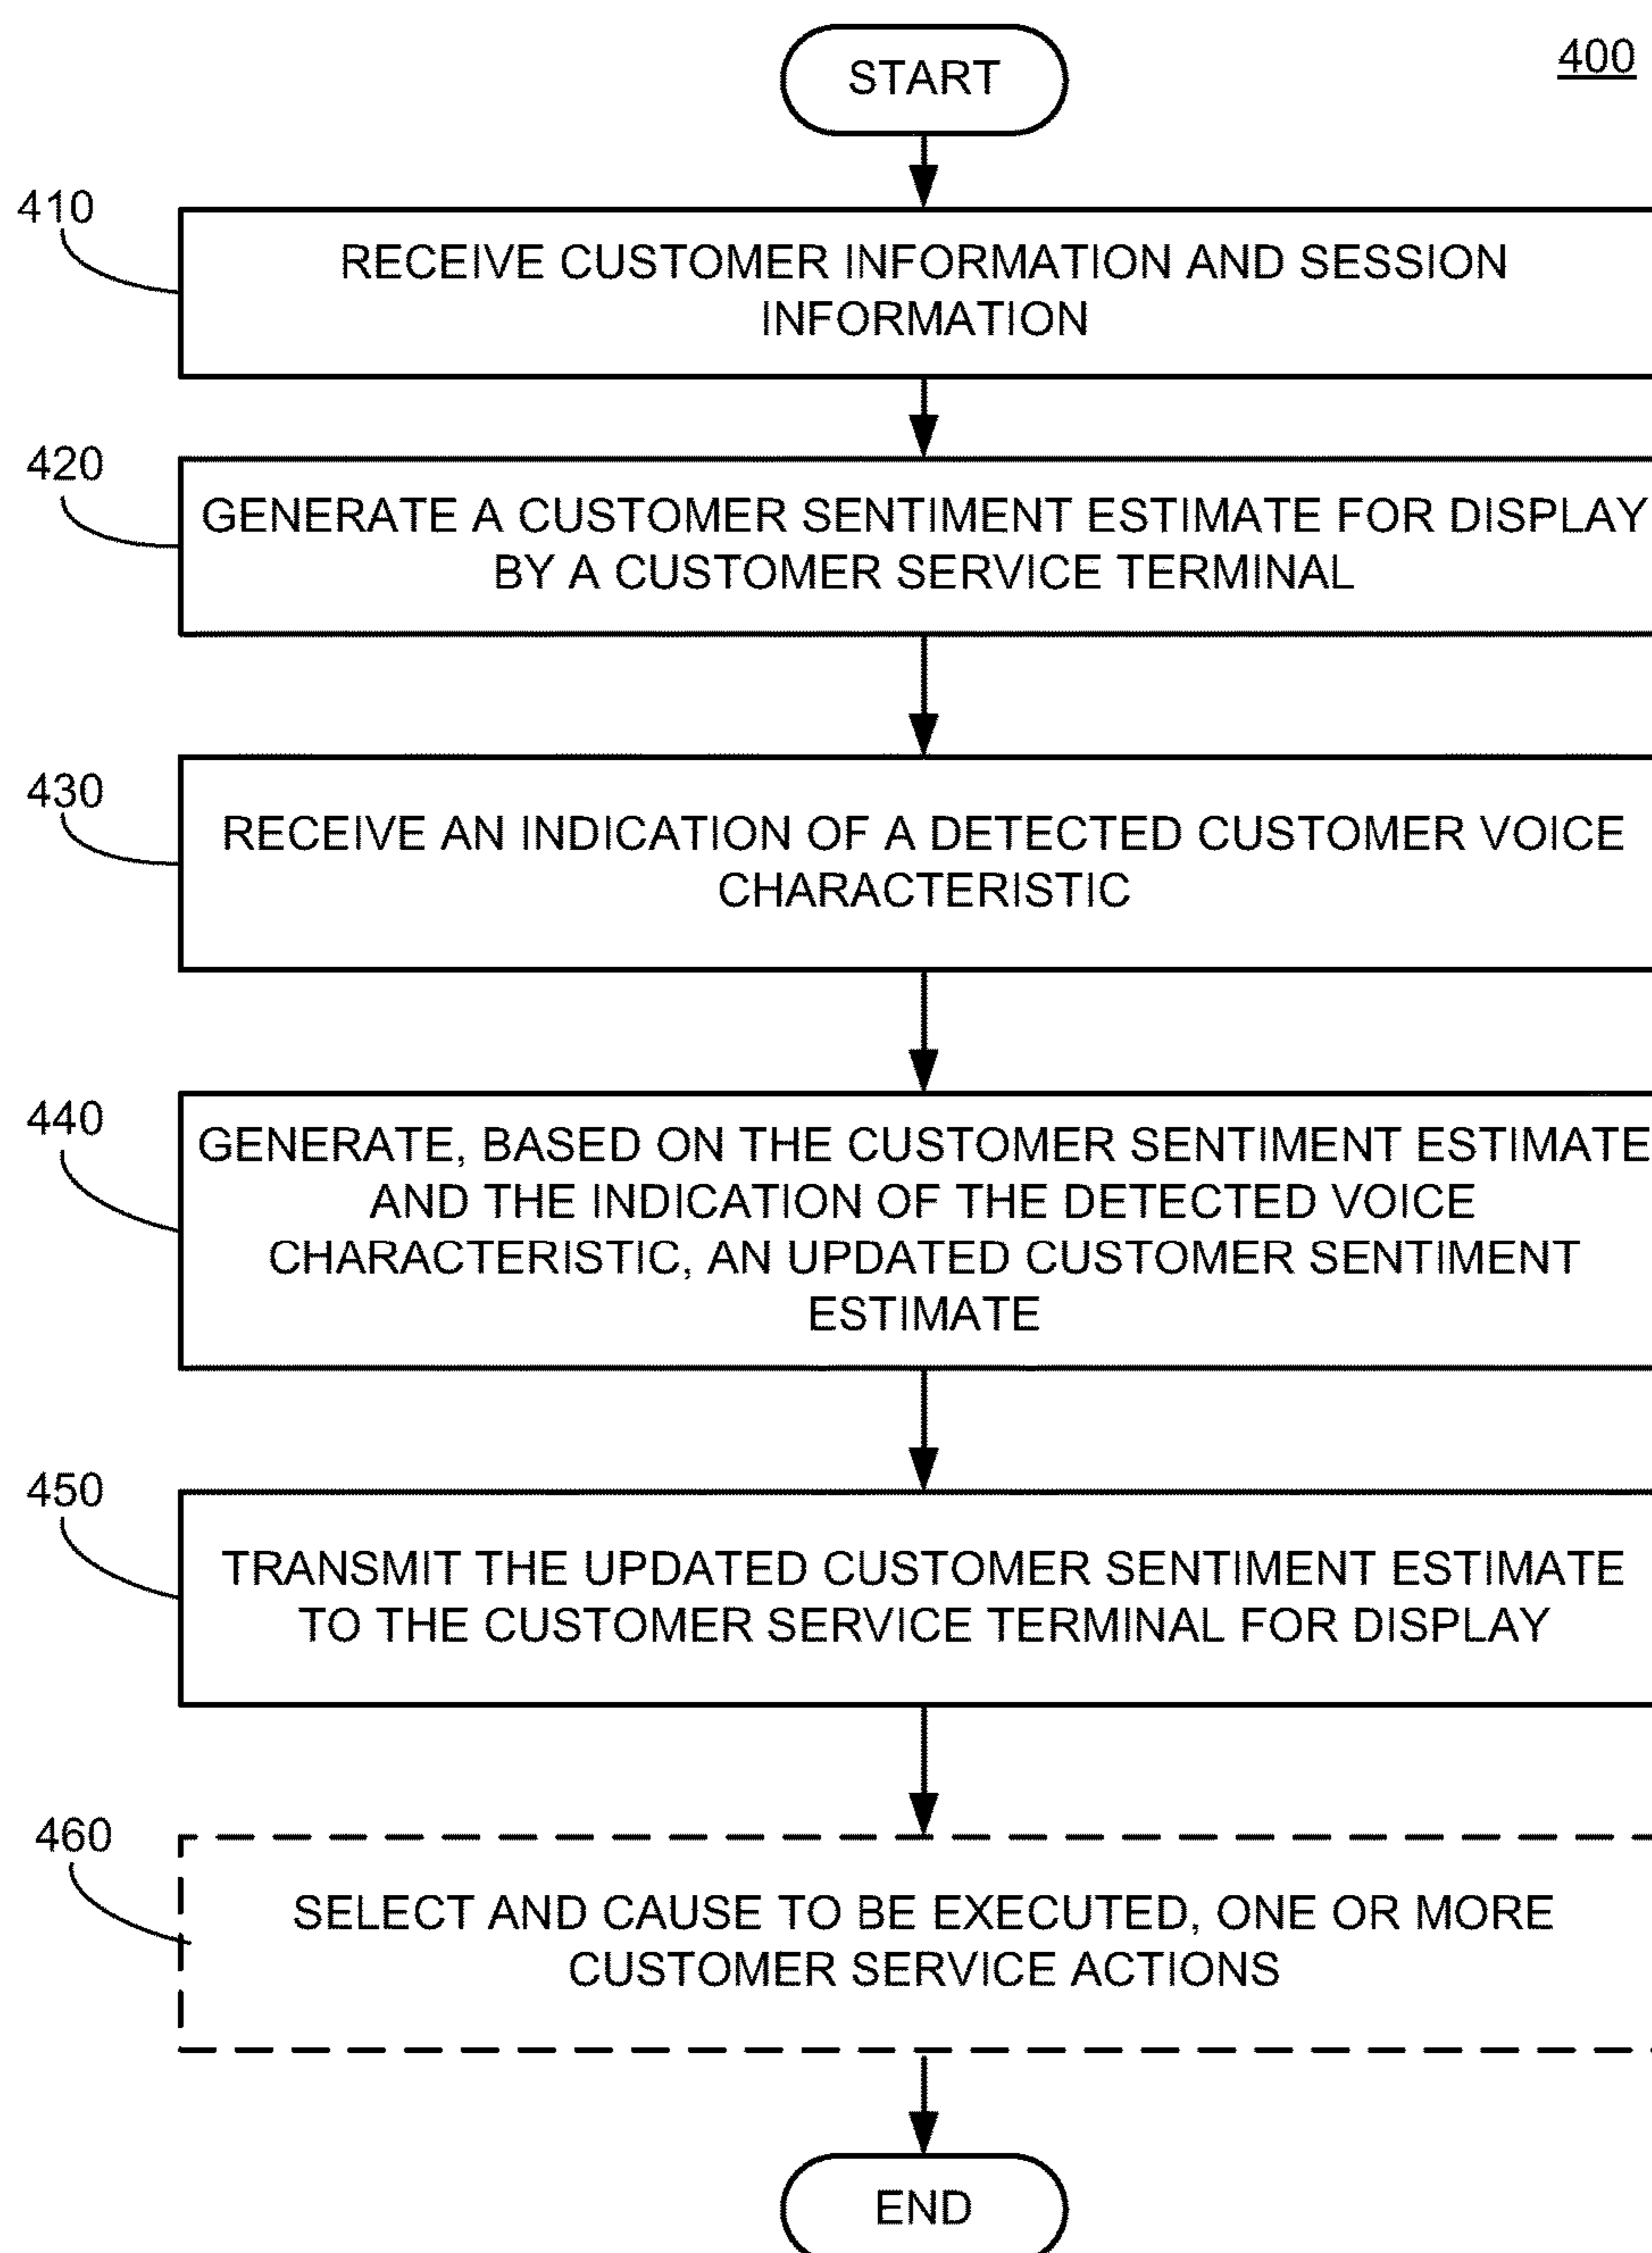 START
400
410
RECEIVE CUSTOMER INFORMATION AND SESSION
INFORMATION
420
GENERATE A CUSTOMER SENTIMENT ESTIMATE FOR DISPLAY
BY A CUSTOMER SERVICE TERMINAL
430
RECEIVE AN INDICATION OF A DETECTED CUSTOMER VOICE
CHARACTERISTIC
440
GENERATE, BASED ON THE CUSTOMER SENTIMENT ESTIMATE
AND THE INDICATION OF THE DETECTED VOICE
CHARACTERISTIC, AN UPDATED CUSTOMER SENTIMENT
ESTIMATE
450
TRANSMIT THE UPDATED CUSTOMER SENTIMENT ESTIMATE
TO THE CUSTOMER SERVICE TERMINAL FOR DISPLAY
460
SELECT AND CAUSE TO BE EXECUTED, ONE OR MORE
CUSTOMER SERVICE ACTIONS
END